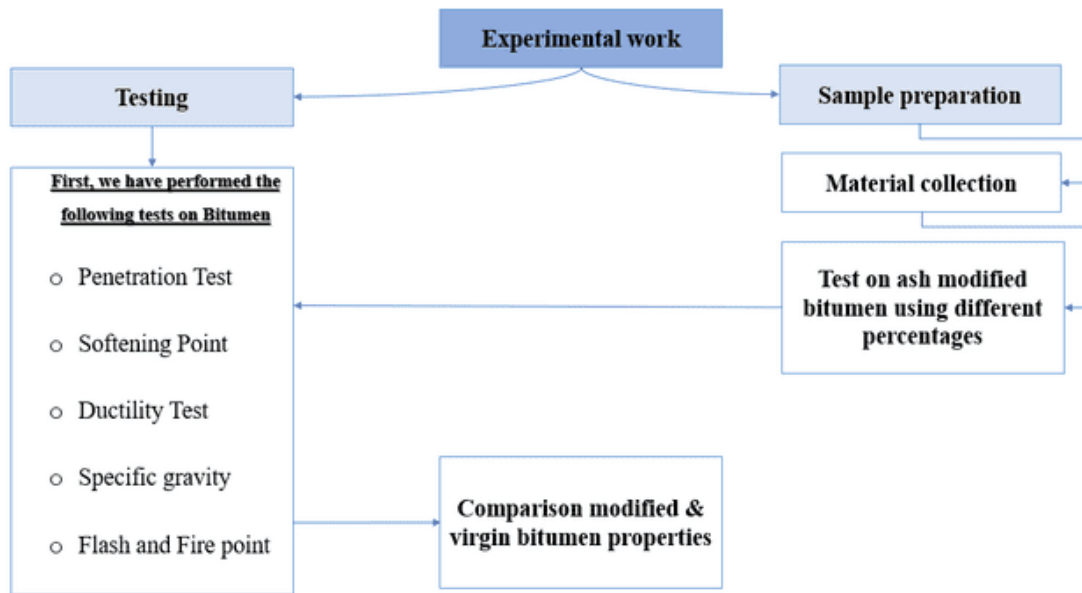 Experimental work
Testing
Sample preparation
First, we have performed the
following tests on Bitumen
Penetration Test
Softening Point
Ductility Test
Specific gravity
Flash and Fire point
Material collection
Test on ash modified
bitumen using different
percentages
Comparison modified &
virgin bitumen properties